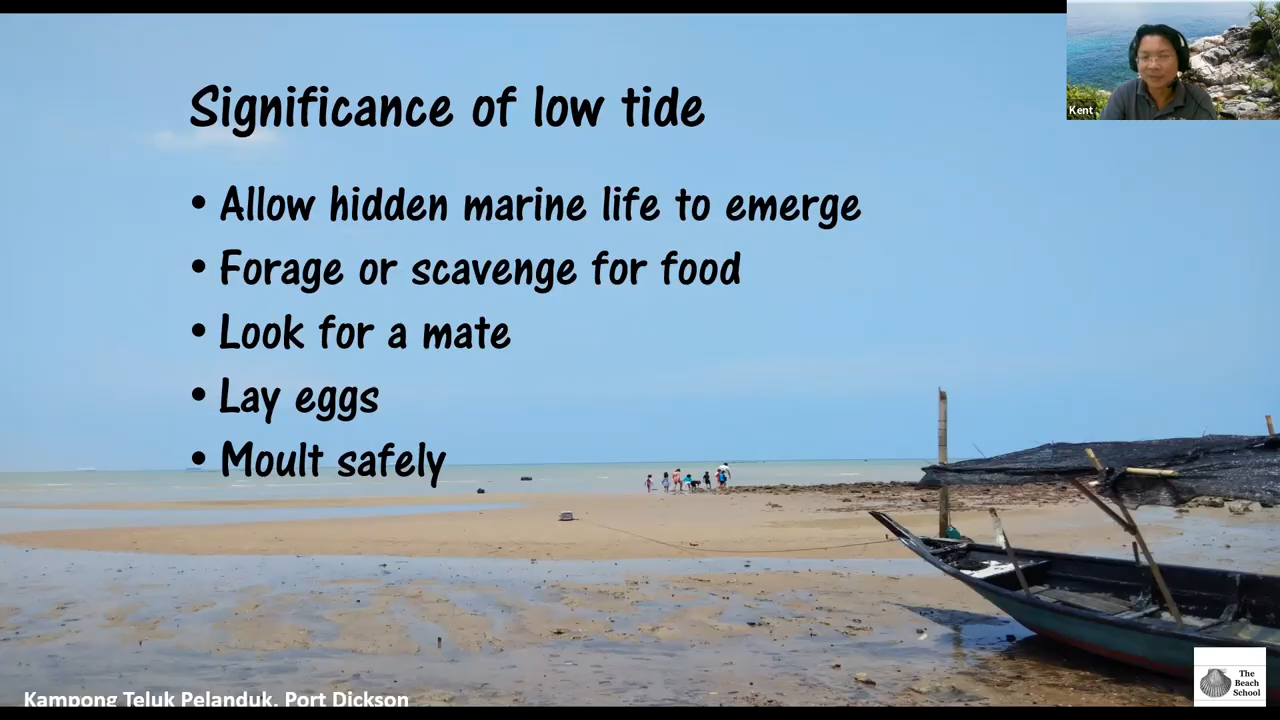 Significance of low tide
• Allow hidden marine life to emerge
• Forage or scavenge for food
• Look for a mate
• Lay eggs
• Moult safely
Kent
Kampong Teluk Pelanduk, Port Dickson
The
Beach
School